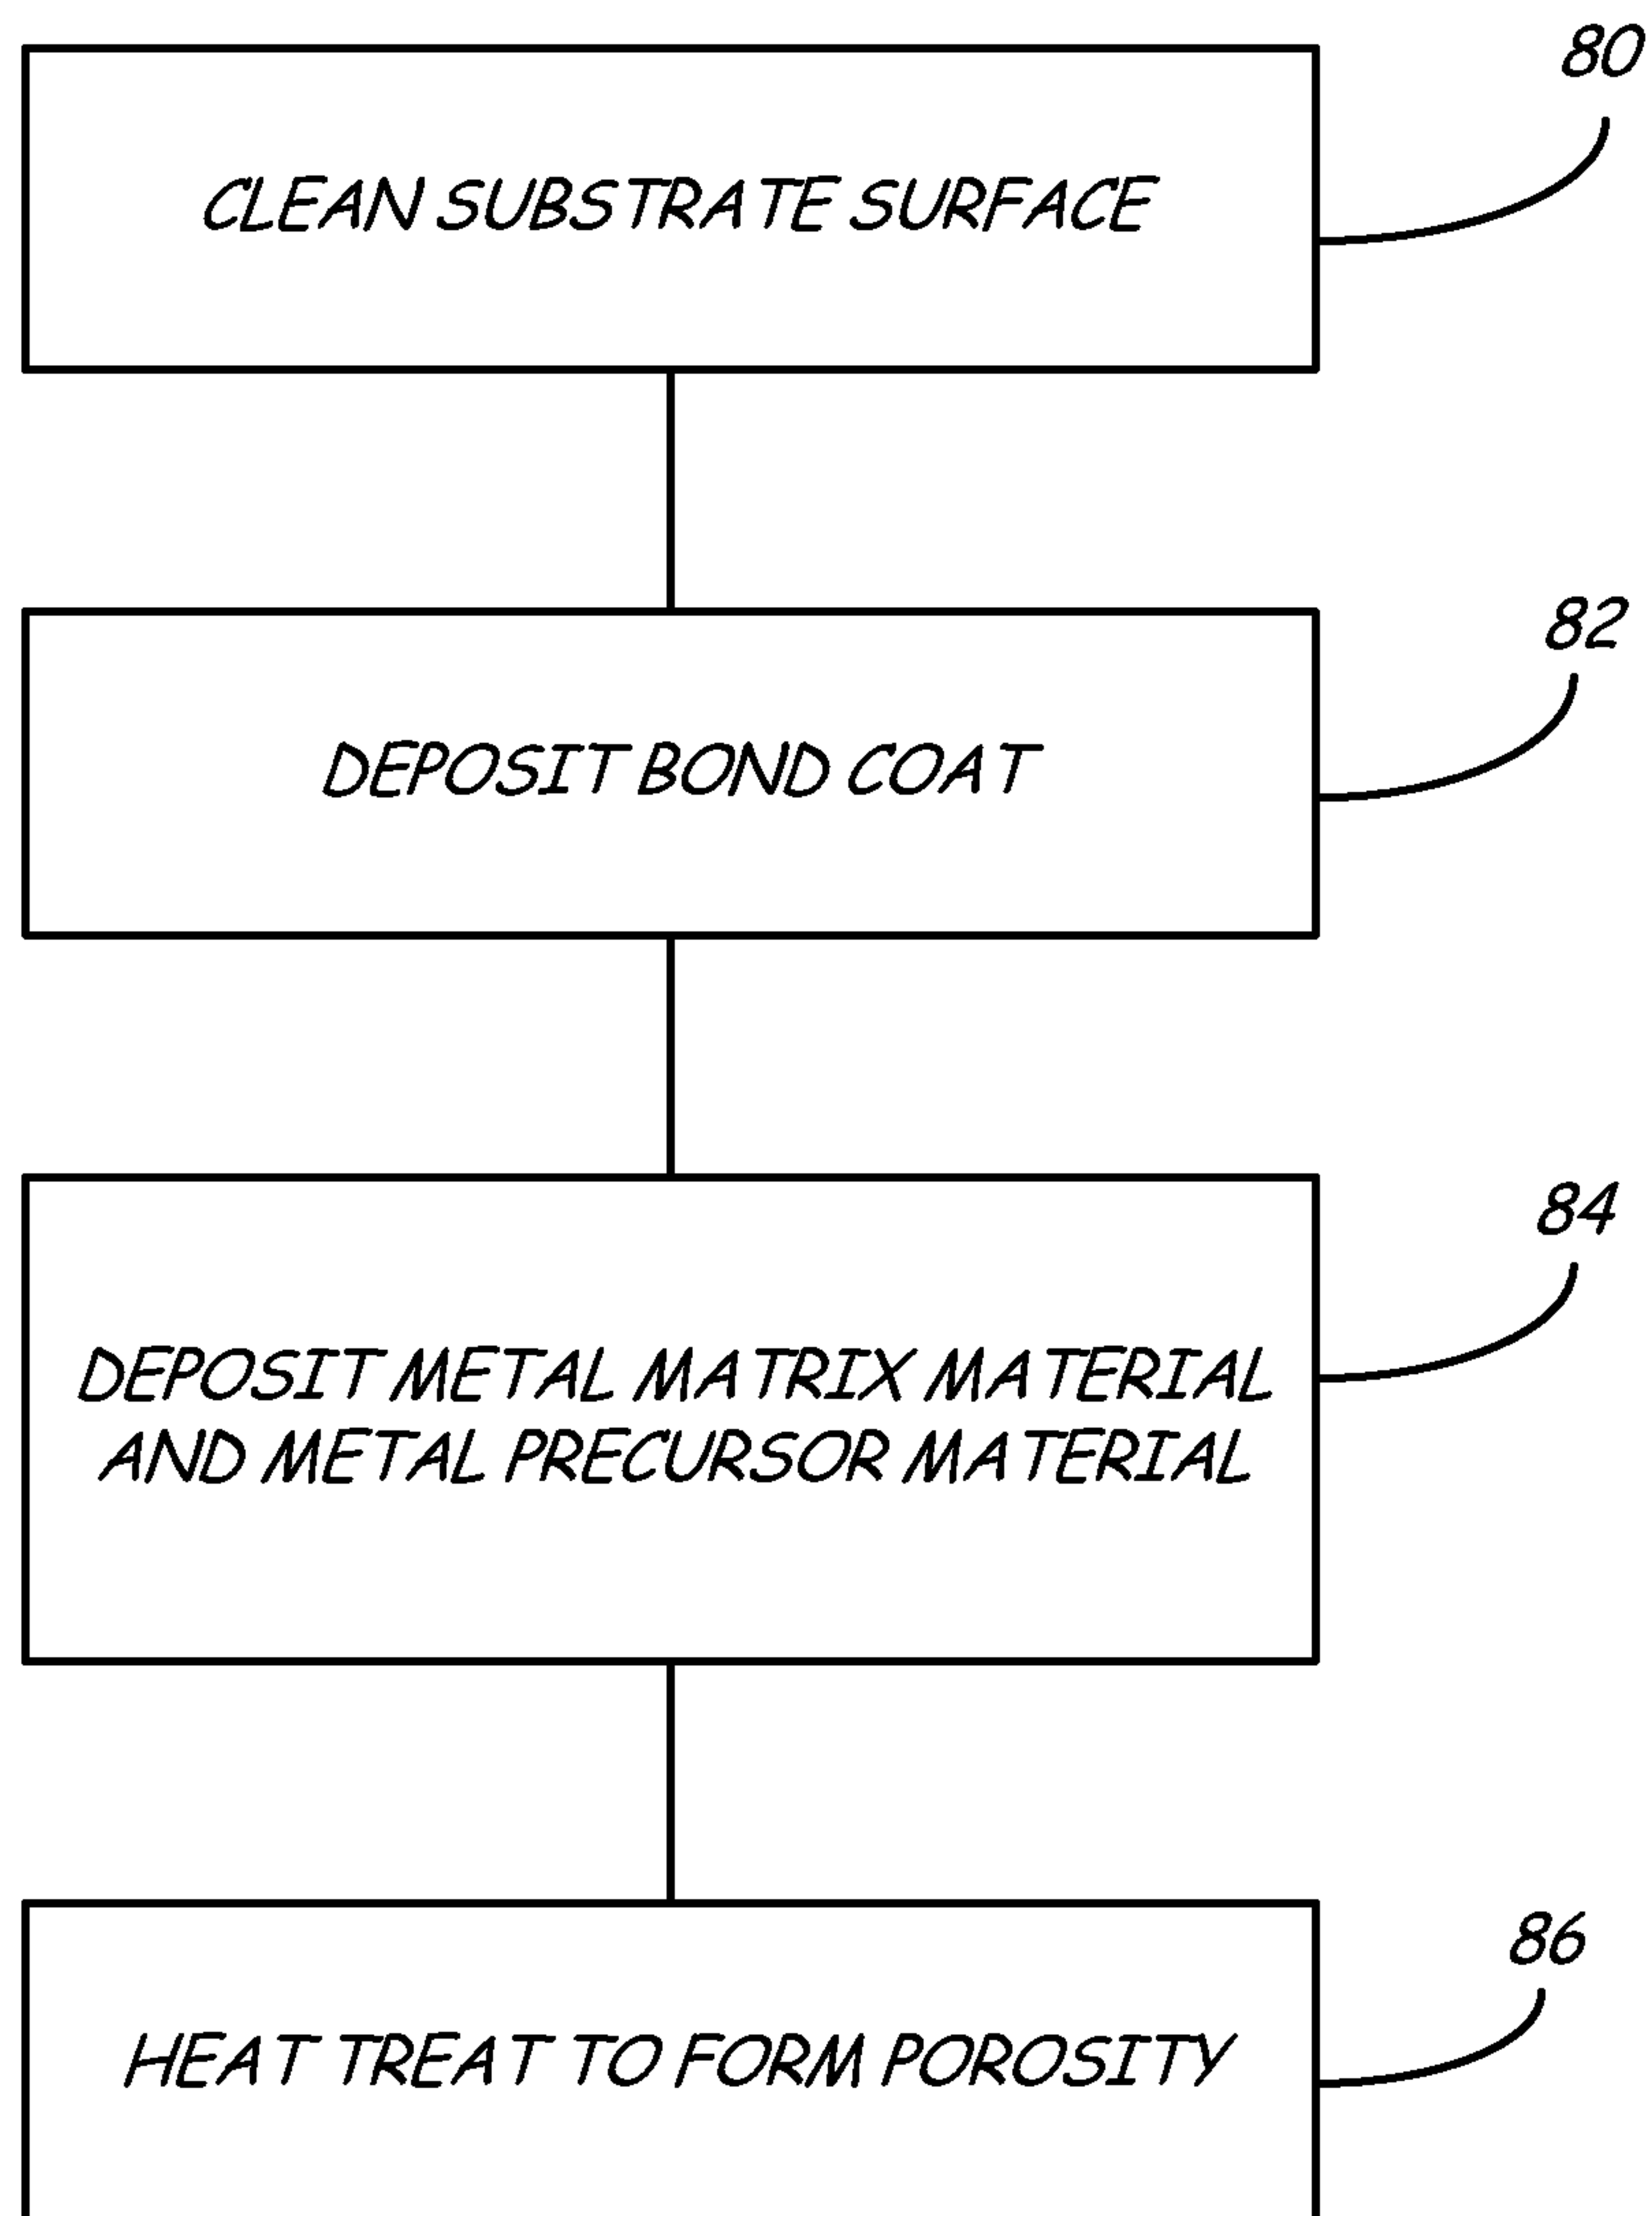 80
CLEAN SUBSTRATE SURFACE
82
DEPOSIT BOND COAT
84
DEPOSIT METAL MATRIX MATERIAL
AND METAL PRECURSOR MATERIAL
86
HEAT TREAT TO FORM POROSITY